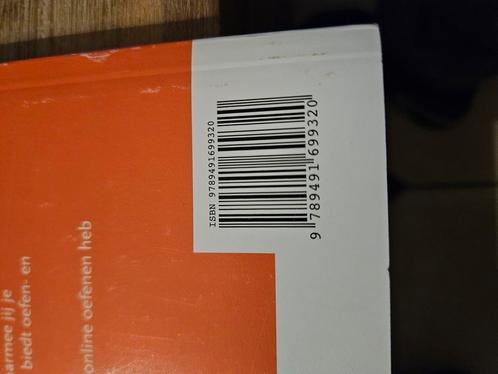 ISBN 9789491699320
9 789491 699320
armee jij je
biedt oefen- en
online oefenen heb